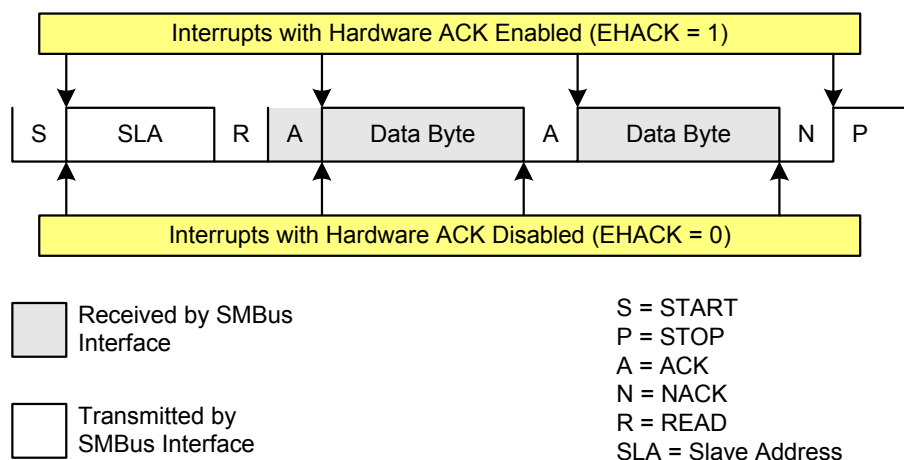 Interrupts with Hardware ACK Enabled (EHACK = 1)
S SLA R A Data Byte A Data Byte N P
Interrupts with Hardware ACK Disabled (EHACK = 0)
Received by SMBus
Interface
Transmitted by
SMBus Interface
S = START
P = STOP
A = ACK
N = NACK
R = READ
SLA = Slave Address